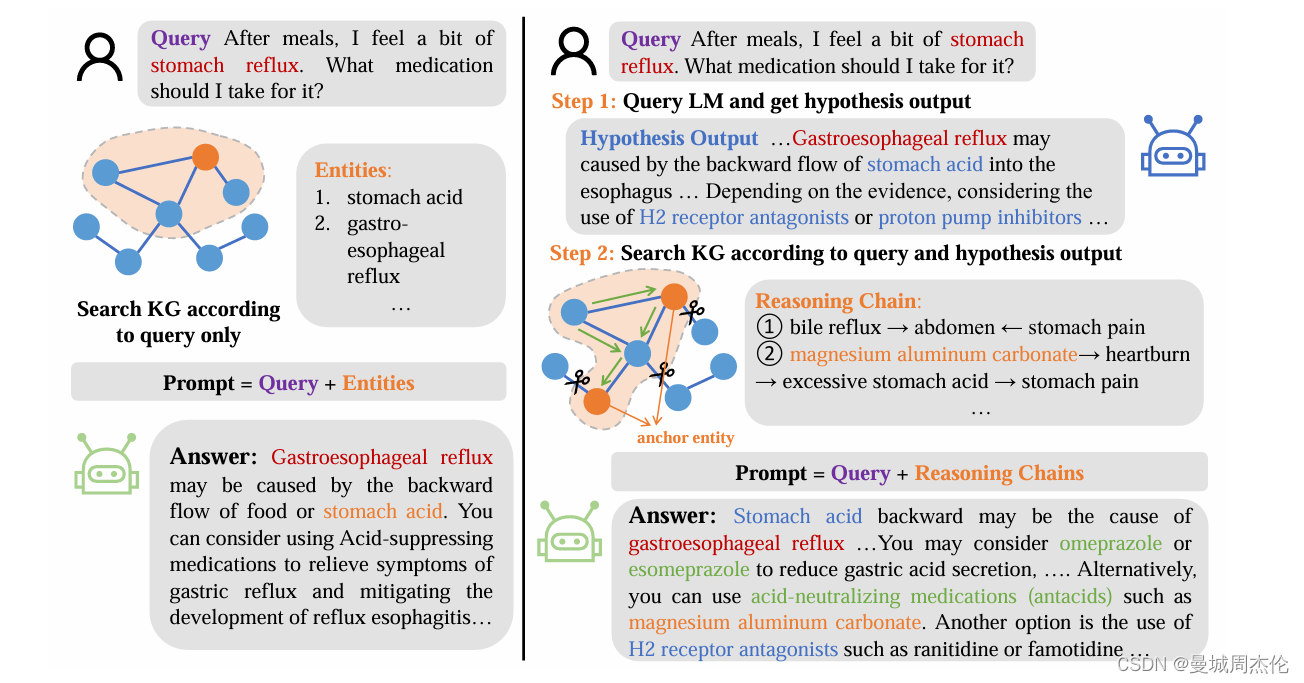 Query After meals, I feel a bit of
stomach reflux. What medication
should I take for it?
Entities:
1. stomach acid
2. gastro-
esophageal
reflux
…
Search KG according
to query only
Prompt = Query + Entities
Answer: Gastroesophageal reflux
may be caused by the backward
flow of food or stomach acid. You
can consider using Acid-suppressing
medications to relieve symptoms of
gastric reflux and mitigating the
development of reflux esophagitis…
Query After meals, I feel a bit of stomach
reflux. What medication should I take for it?
Step 1: Query LM and get hypothesis output
Hypothesis Output …Gastroesophageal reflux may
caused by the backward flow of stomach acid into the
esophagus … Depending on the evidence, considering the
use of H2 receptor antagonists or proton pump inhibitors …
Step 2: Search KG according to query and hypothesis output
Reasoning Chain:
① bile reflux → abdomen ← stomach pain
② magnesium aluminum carbonate→ heartburn
→ excessive stomach acid → stomach pain
…
anchor entity
Prompt = Query + Reasoning Chains
Answer: Stomach acid backward may be the cause of
gastroesophageal reflux …You may consider omeprazole or
esomeprazole to reduce gastric acid secretion, …. Alternatively,
you can use acid-neutralizing medications (antacids) such as
magnesium aluminum carbonate. Another option is the use of
H2 receptor antagonists such as ranitidine or famotidine …
CSDN @曼城周杰伦